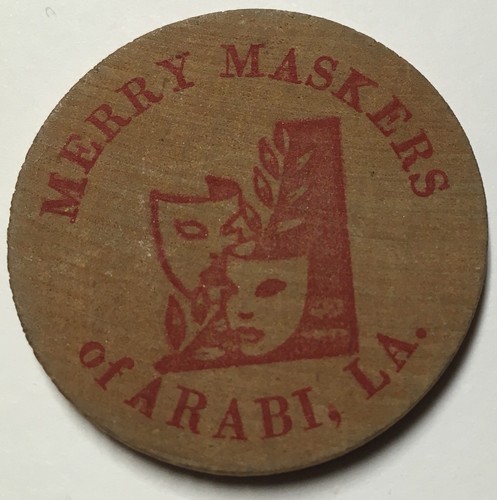 MERRY MASKERS
of ARABI, LA.